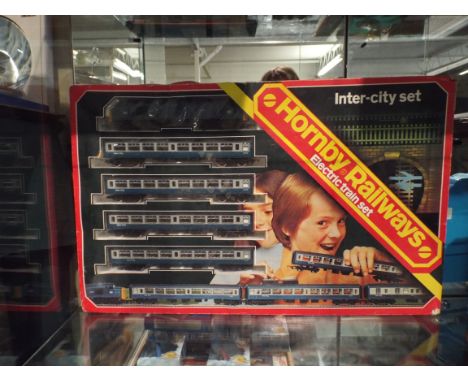 Inter-city set
Hornby Railways
Electric train set